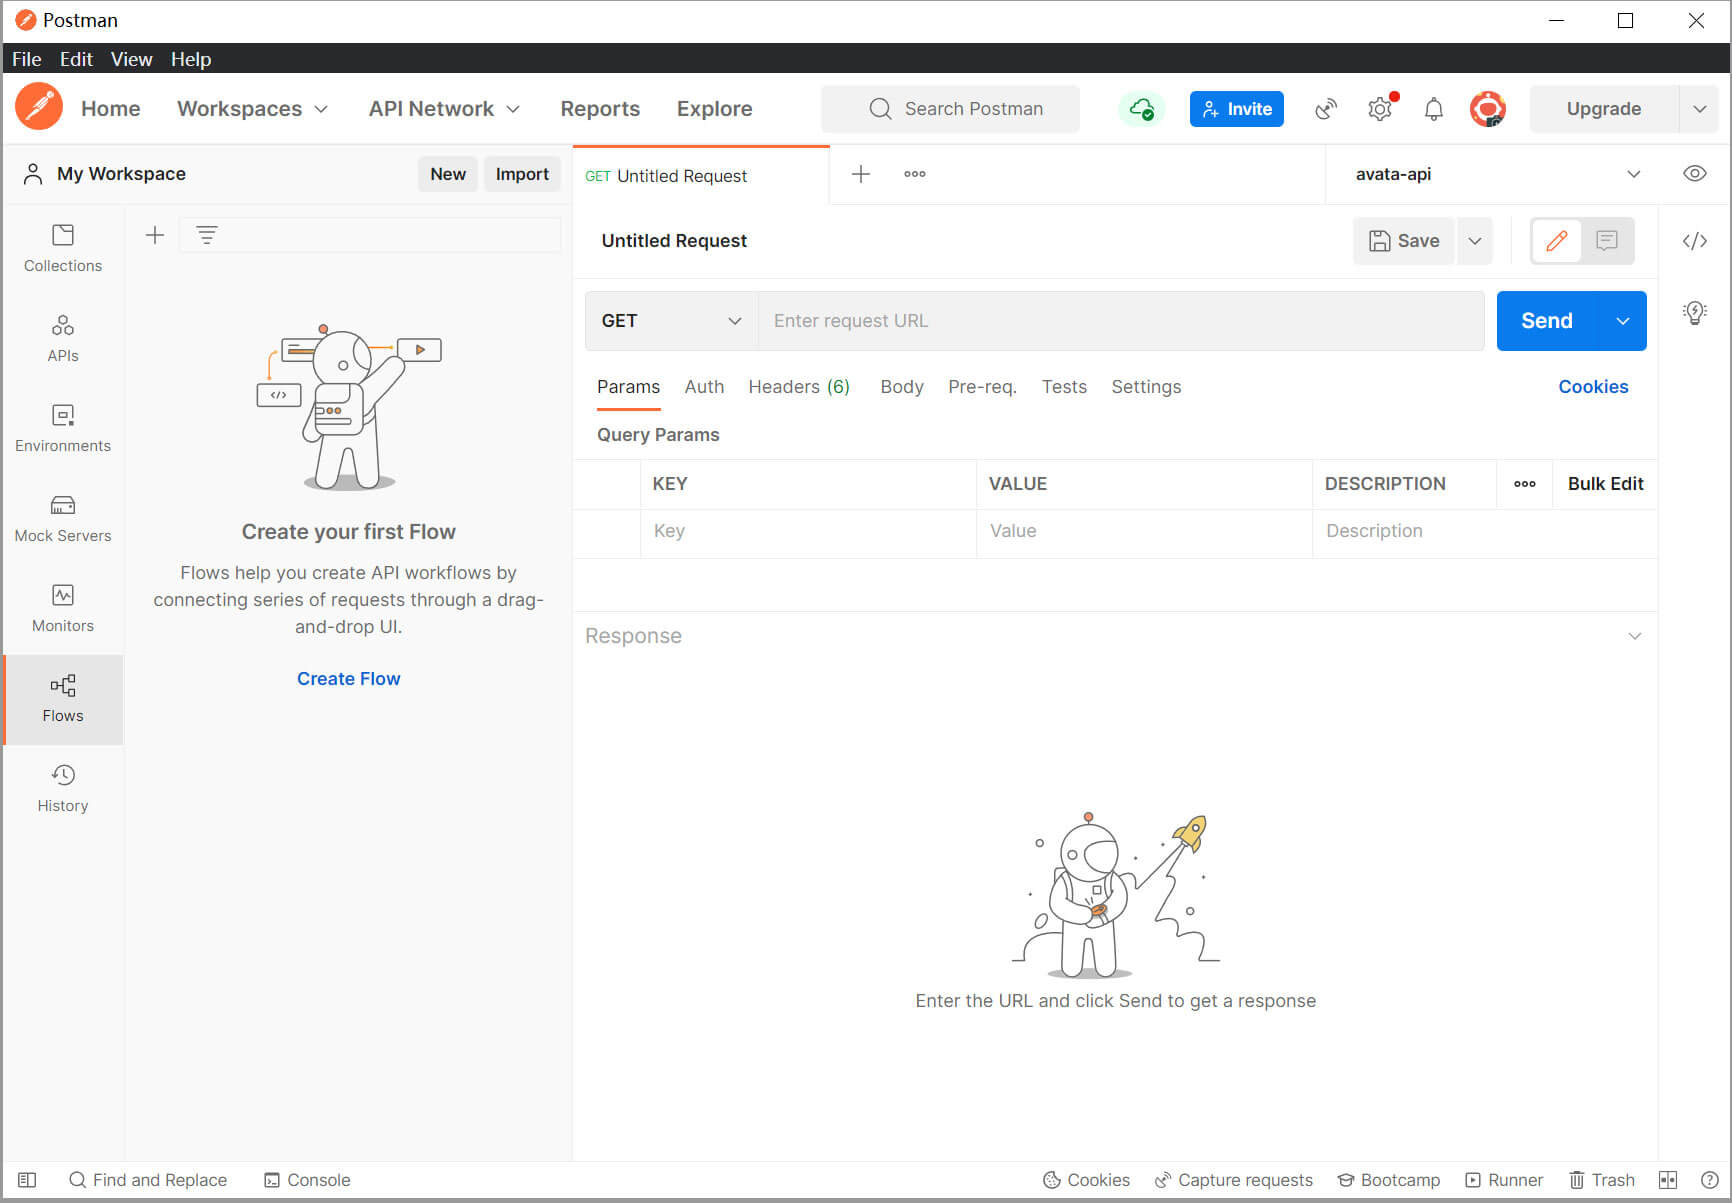 Postman
File Edit View Help
Home Workspaces API Network Reports Explore Search Postman Invite Upgrade
My Workspace New Import GET Untitled Request avata-api
Collections
APIs
Environments
Mock Servers
Monitors
Flows
History
Create your first Flow
Flows help you create API workflows by
connecting series of requests through a drag-
and-drop UI.
Create Flow
Untitled Request Save
GET Enter request URL Send
Params Auth Headers (6) Body Pre-req. Tests Settings Cookies
Query Params
KEY VALUE DESCRIPTION Bulk Edit
Key Value Description
Response
Enter the URL and click Send to get a response
Find and Replace Console Cookies Capture requests Bootcamp Runner Trash